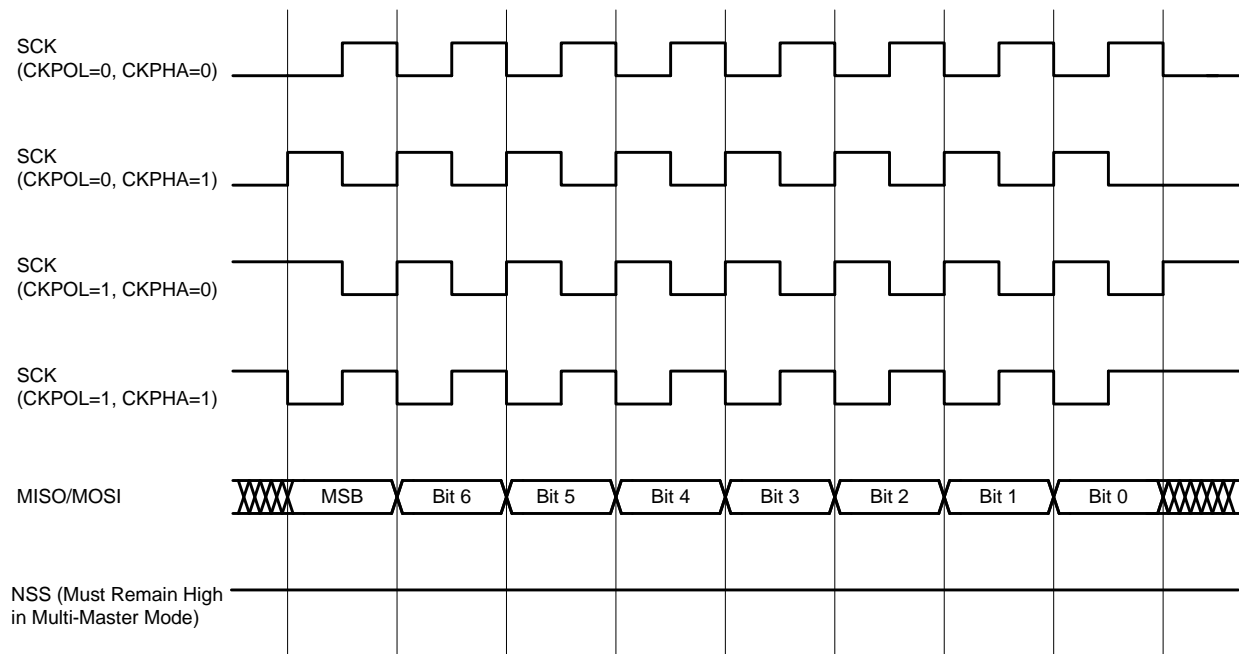 SCK
(CKPOL=0, CKPHA=0)
SCK
(CKPOL=0, CKPHA=1)
SCK
(CKPOL=1, CKPHA=0)
SCK
(CKPOL=1, CKPHA=1)
MISO/MOSI
MSB
Bit 6
Bit 5
Bit 4
Bit 3
Bit 2
Bit 1
Bit 0
NSS (Must Remain High
in Multi-Master Mode)